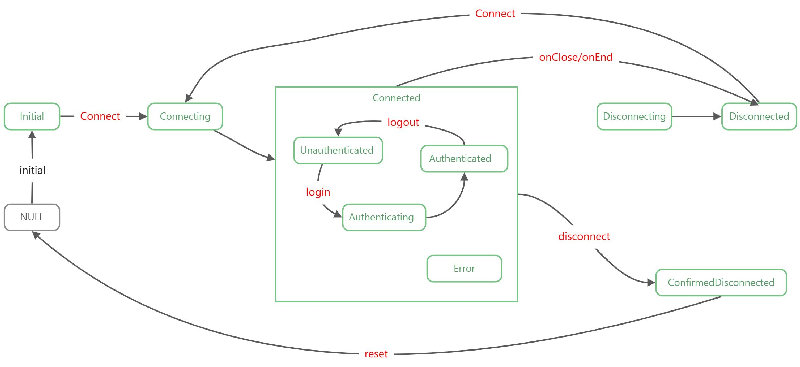 Connect
onClose/onEnd
Connected
Initial
Connect
Connecting
logout
Disconnecting
Disconnected
Unauthenticated
Authenticated
initial
login
NULL
Authenticating
disconnect
Error
ConfirmedDisconnected
reset